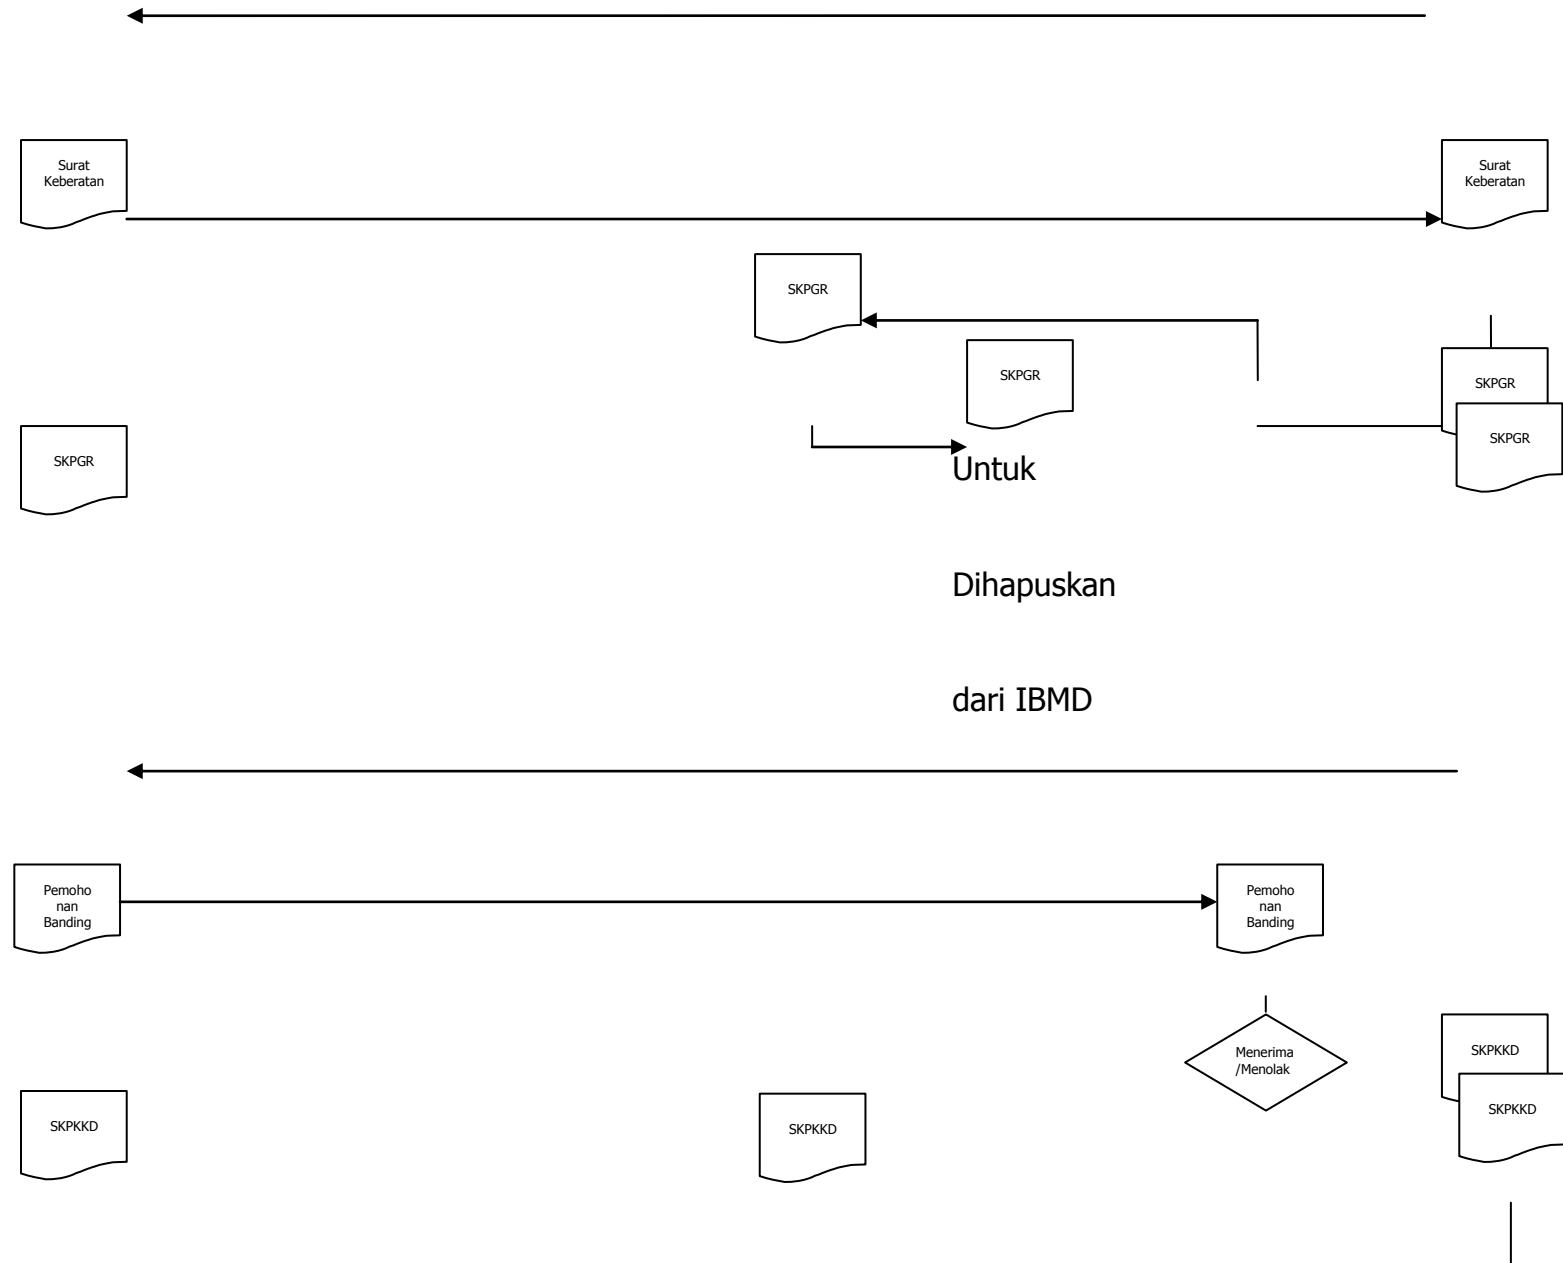 Surat
Keberatan
Surat
Keberatan
SKPGR
SKPGR
SKPGR
SKPGR
SKPGR
Untuk
Dihapuskan
dari IBMD
Pemoho
nan
Banding
Pemoho
nan
Banding
Menerima
/Menolak
SKPKKD
SKPKKD
SKPKKD
SKPKKD